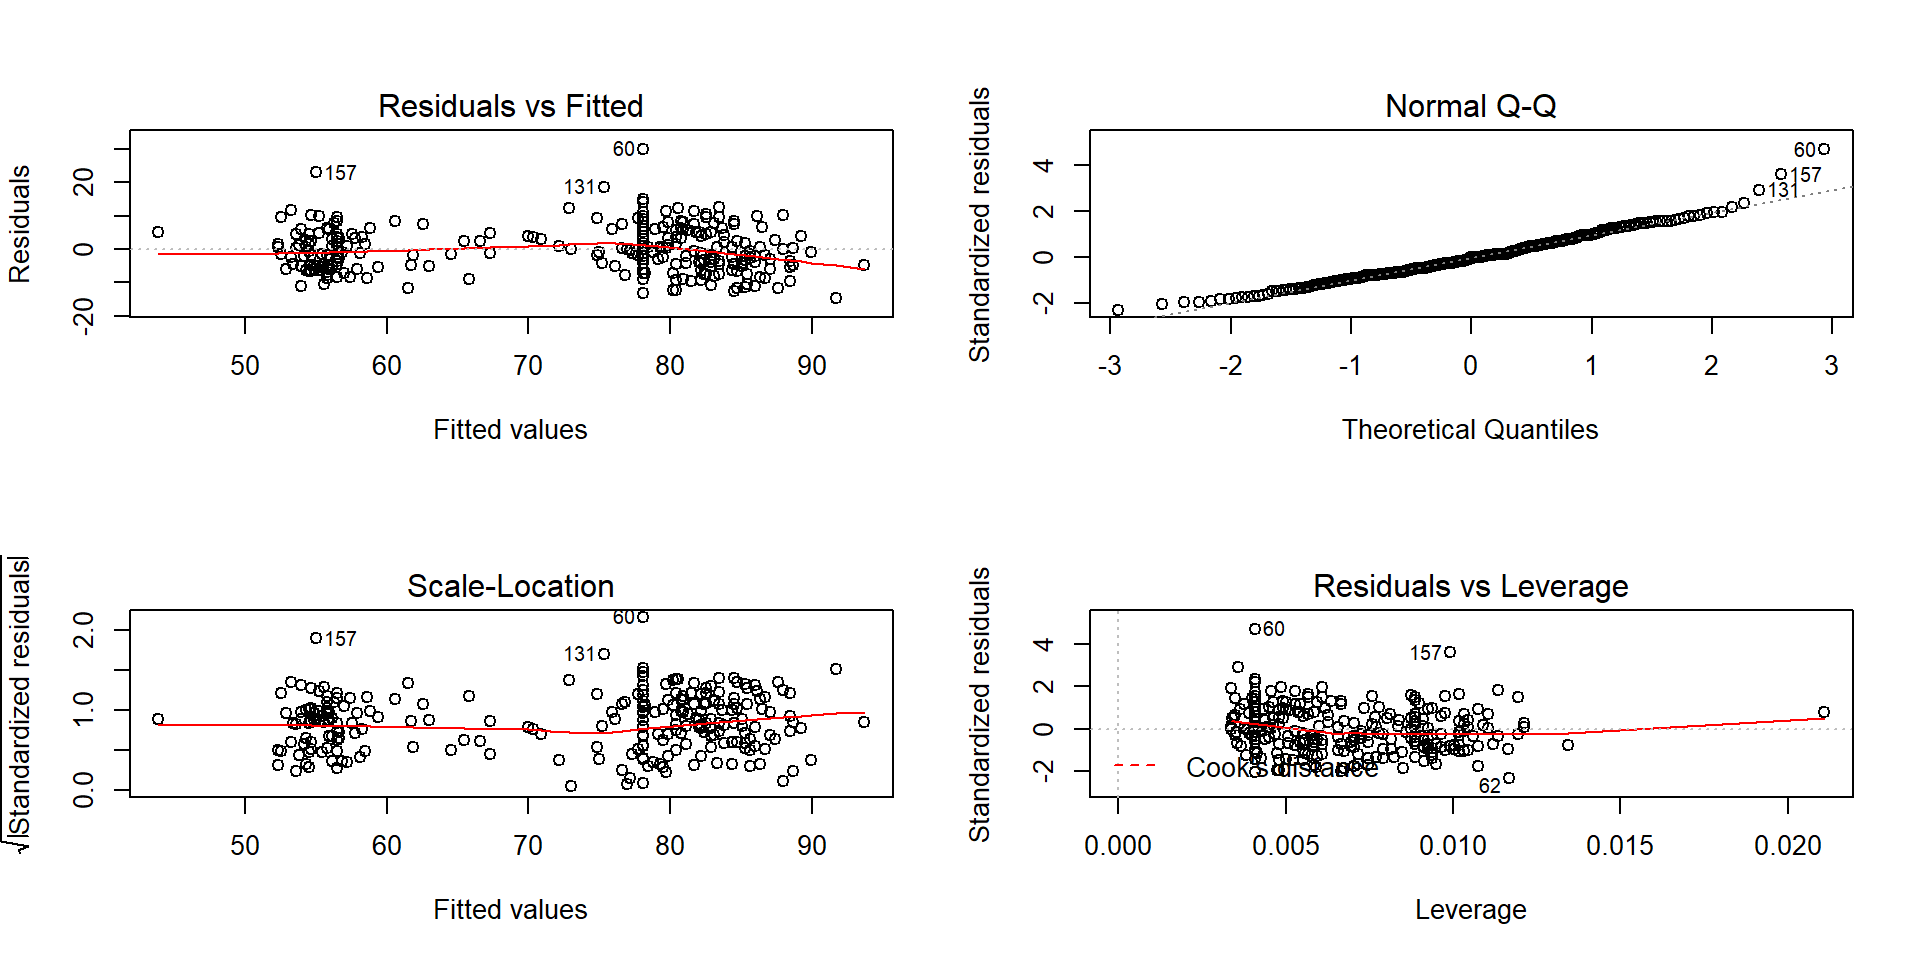 Residuals vs Fitted
Residuals
20
0
-20
60
157
131
50 60 70 80 90
Fitted values
Normal Q-Q
Standardized residuals
4
2
0
-2
60
157
131
-3 -2 -1 0 1 2 3
Theoretical Quantiles
Scale-Location
√|Standardized residuals|
2.0
1.0
0.0
60
157
131
50 60 70 80 90
Fitted values
Residuals vs Leverage
Standardized residuals
4
2
0
-2
60
157
Cook's distance
62
0.000 0.005 0.010 0.015 0.020
Leverage